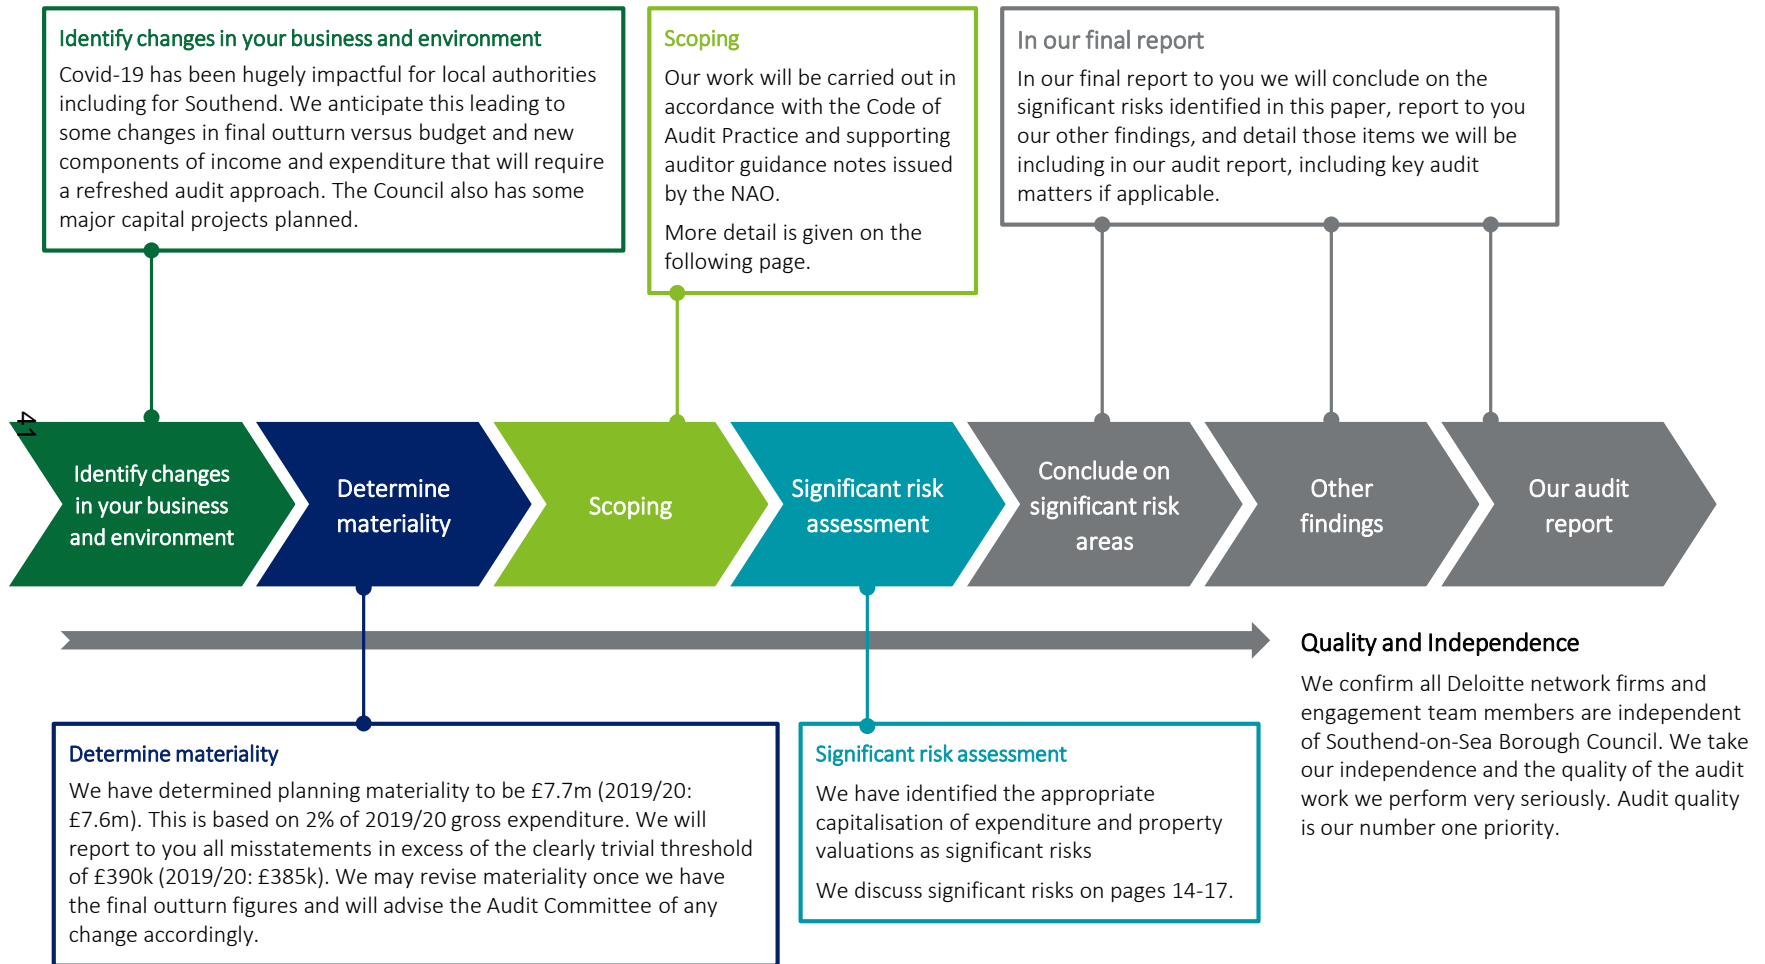 Identify changes in your business and environment
Covid-19 has been hugely impactful for local authorities
including for Southend. We anticipate this leading to
some changes in final outturn versus budget and new
components of income and expenditure that will require
a refreshed audit approach. The Council also has some
major capital projects planned.
Scoping
Our work will be carried out in
accordance with the Code of
Audit Practice and supporting
auditor guidance notes issued
by the NAO.
More detail is given on the
following page.
In our final report
In our final report to you we will conclude on the
significant risks identified in this paper, report to you
our other findings, and detail those items we will be
including in our audit report, including key audit
matters if applicable.
41
Identify changes
in your business
and environment
Determine
materiality
Scoping
Significant risk
assessment
Conclude on
significant risk
areas
Other
findings
Our audit
report
Determine materiality
We have determined planning materiality to be £7.7m (2019/20:
£7.6m). This is based on 2% of 2019/20 gross expenditure. We will
report to you all misstatements in excess of the clearly trivial threshold
of £390k (2019/20: £385k). We may revise materiality once we have
the final outturn figures and will advise the Audit Committee of any
change accordingly.
Significant risk assessment
We have identified the appropriate
capitalisation of expenditure and property
valuations as significant risks
We discuss significant risks on pages 14-17.
Quality and Independence
We confirm all Deloitte network firms and
engagement team members are independent
of Southend-on-Sea Borough Council. We take
our independence and the quality of the audit
work we perform very seriously. Audit quality
is our number one priority.